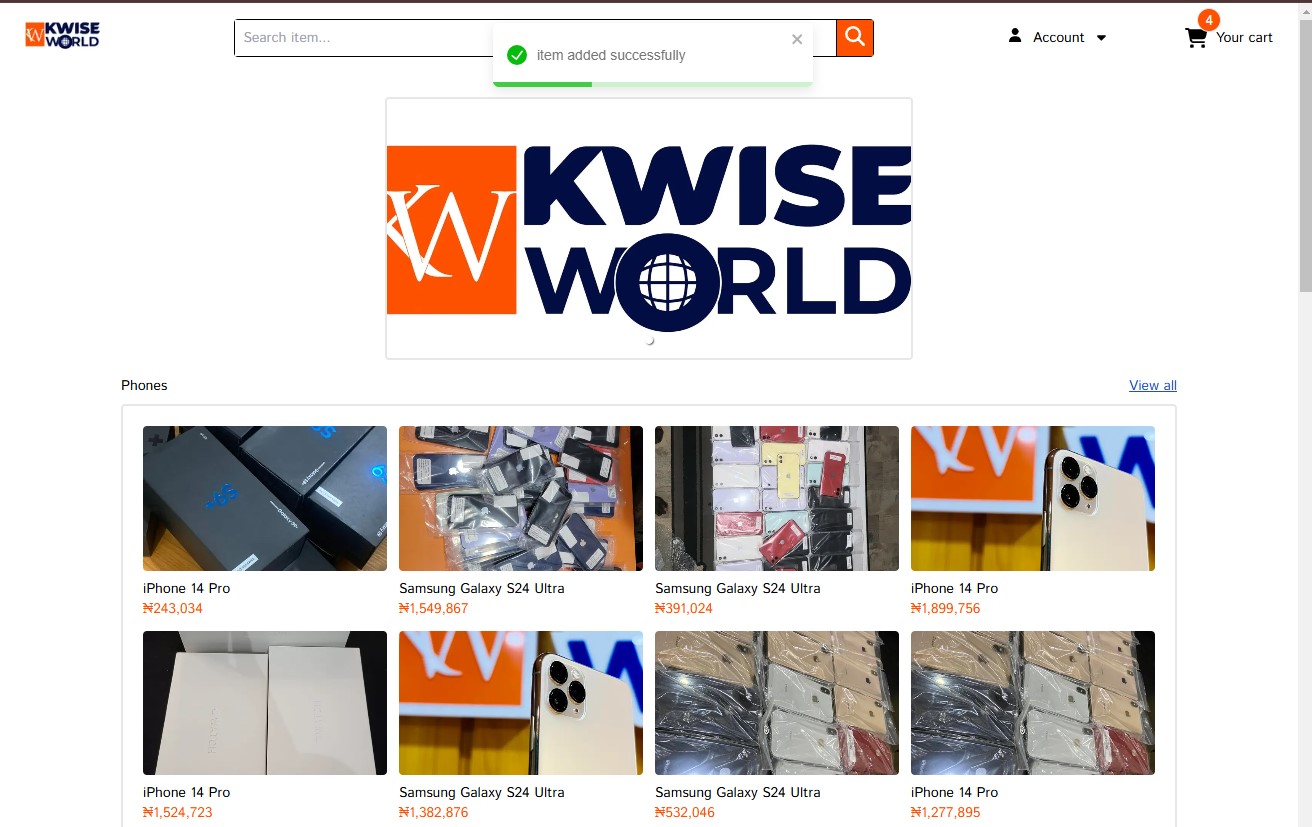 KWISE
WORLD
Search item...
item added successfully
Account
4
Your cart
KW
KWISE
WORLD
Phones
View all
iPhone 14 Pro
₦243,034
Samsung Galaxy S24 Ultra
₦1,549,867
Samsung Galaxy S24 Ultra
₦391,024
iPhone 14 Pro
₦1,899,756
iPhone 14 Pro
₦1,524,723
Samsung Galaxy S24 Ultra
₦1,382,876
Samsung Galaxy S24 Ultra
₦532,046
iPhone 14 Pro
₦1,277,895